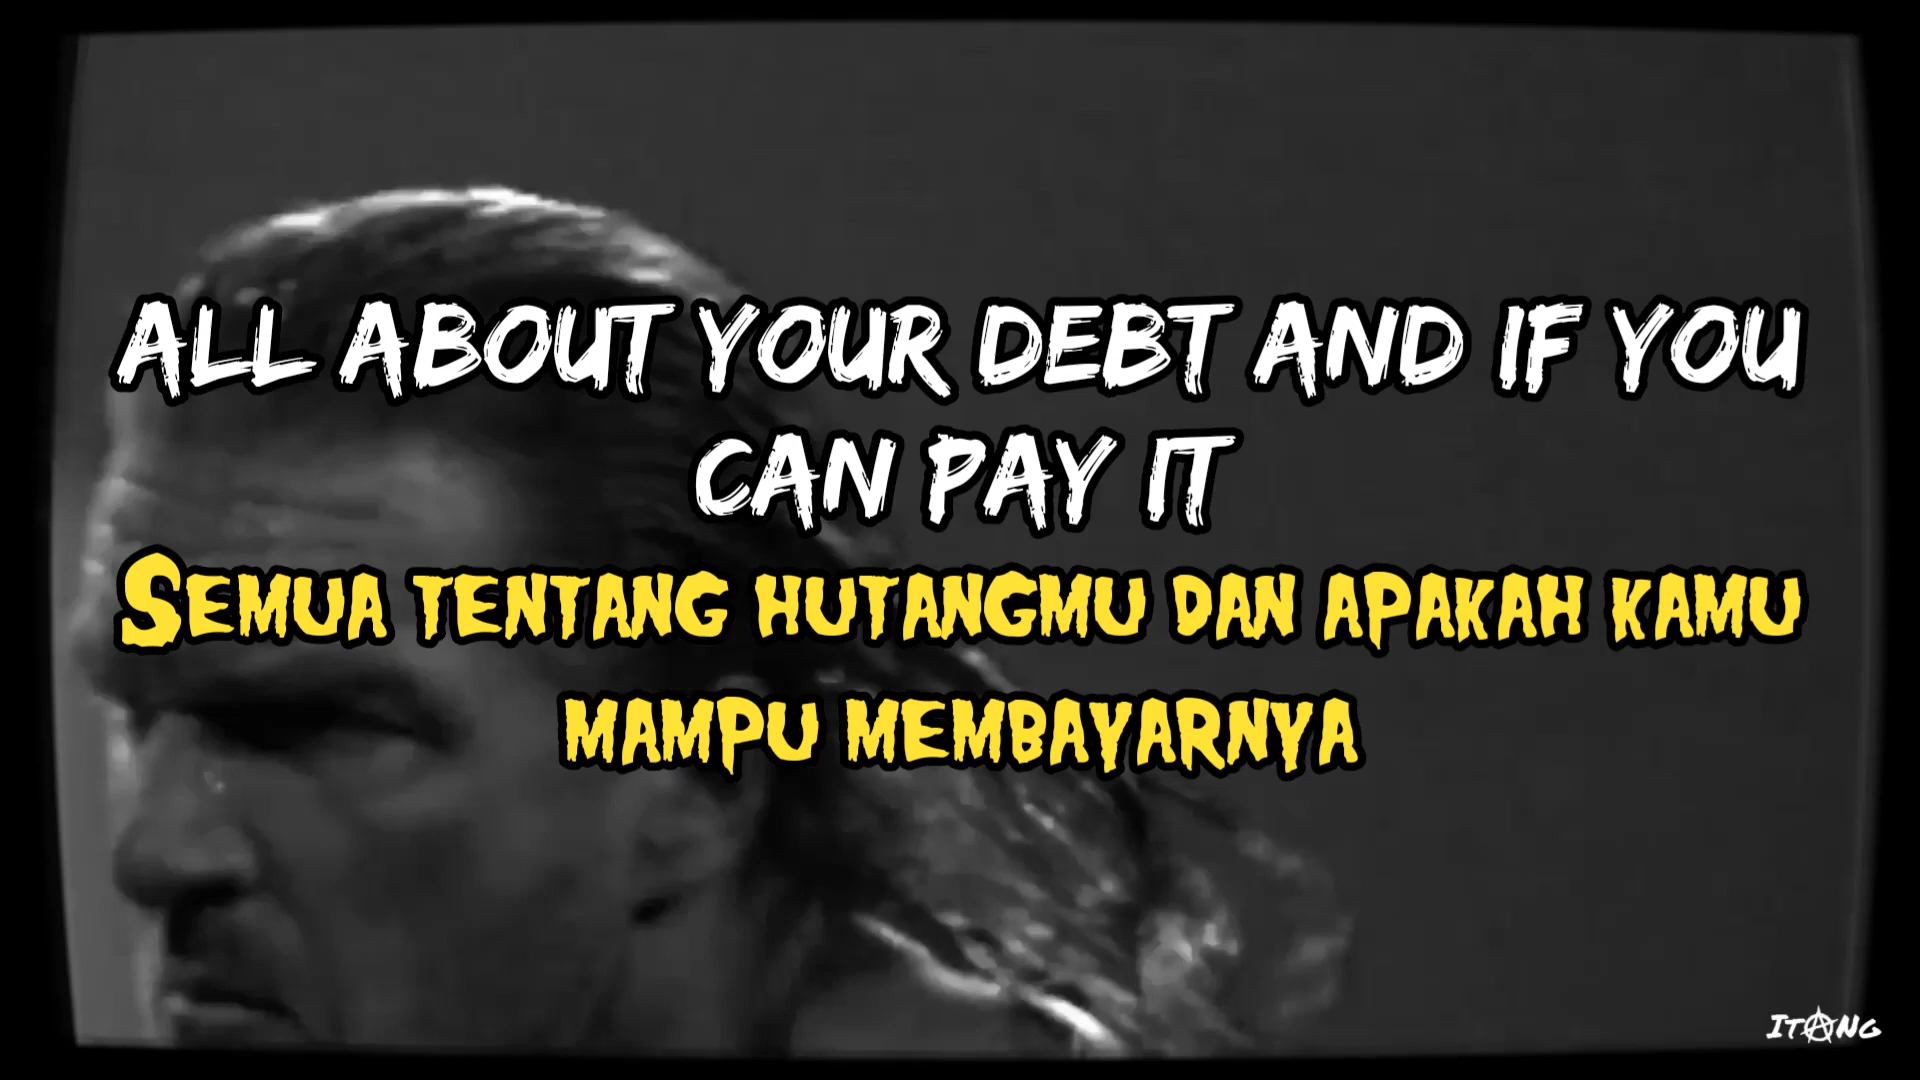 ALL ABOUT YOUR DEBT AND IF YOU
CAN PAY IT
SEMUA TENTANG HUTANGMU DAN APAKAH KAMU
MAMPU MEMBAYARNYA
ITANG